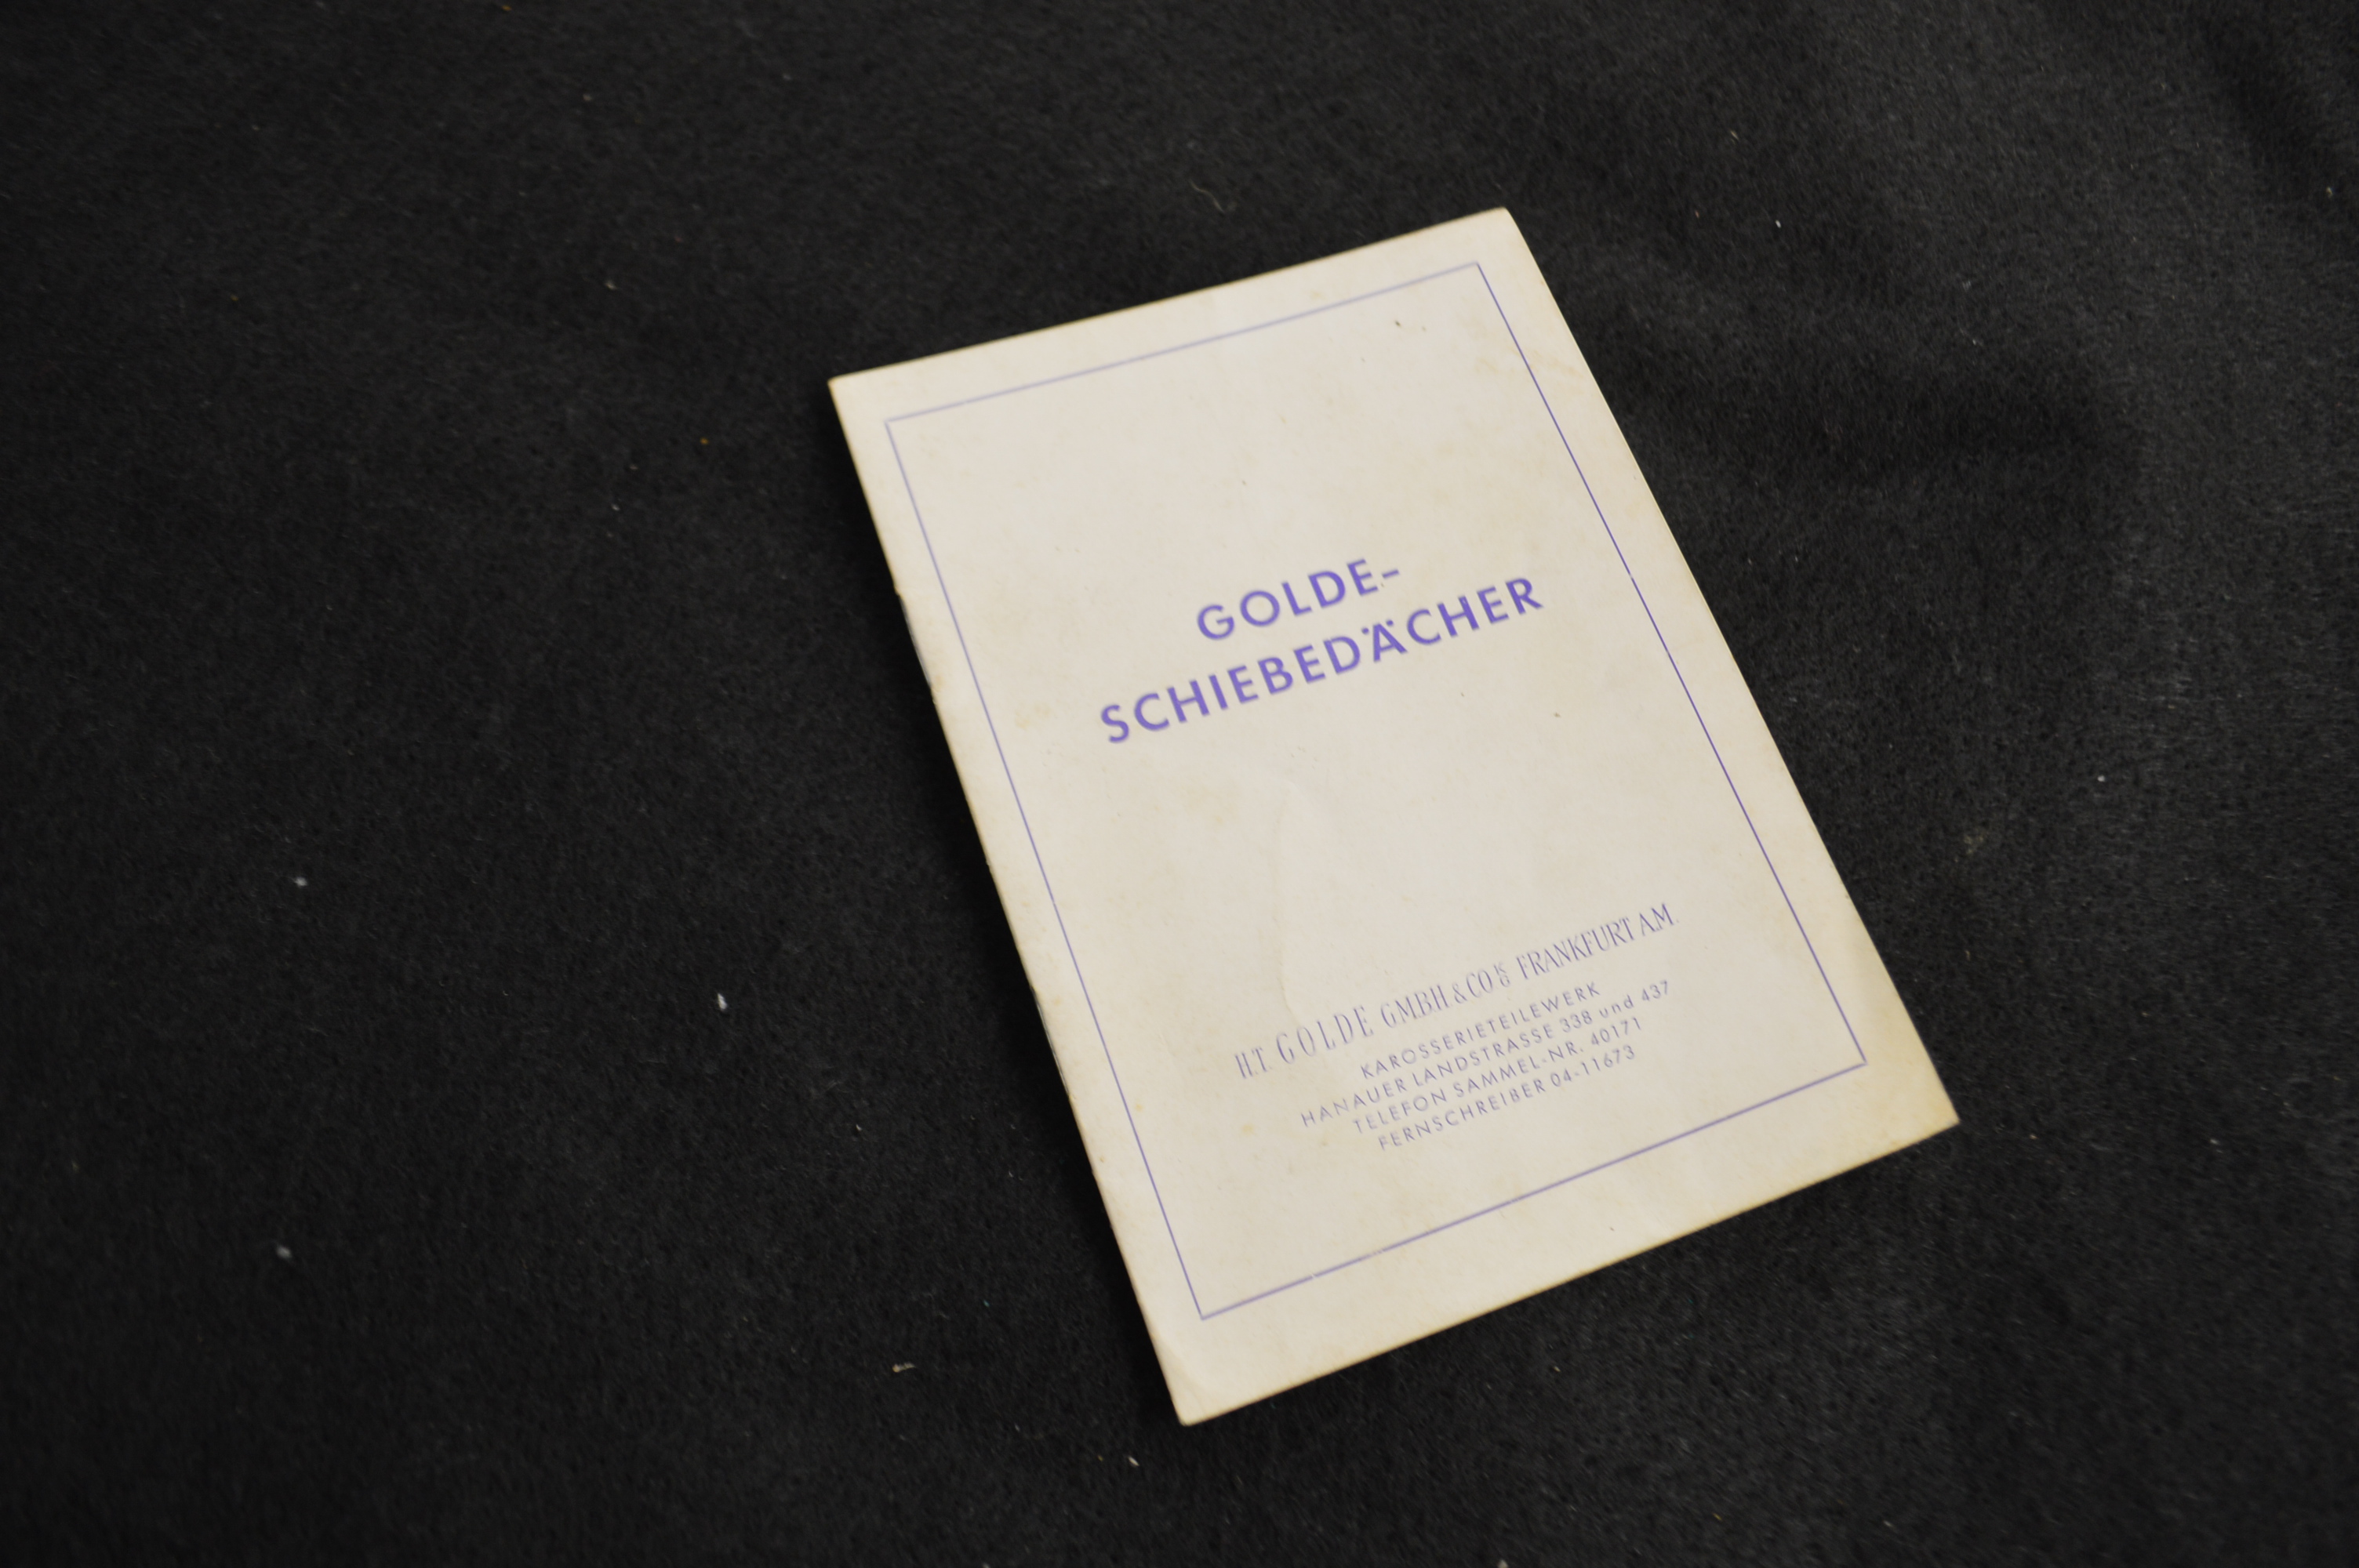 GOLDE-
SCHIEBEDÄCHER
H.T. GOLDE GMBH & CO KG FRANKFURT A.M.
KAROSSERIETEILEWERK
HANAUER LANDSTRASSE 338 und 437
TELEFON SAMMEL-NR. 40171
FERNSCHREIBER 04-11673